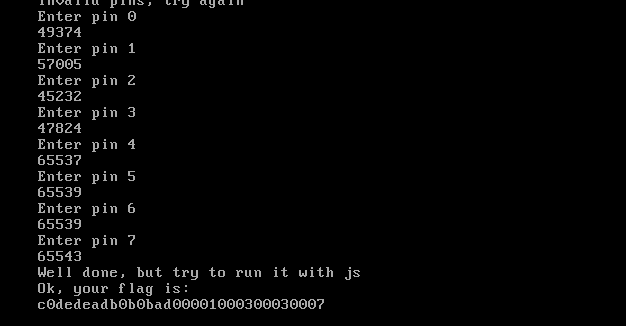 Invalid pins, try again
Enter pin 0
49374
Enter pin 1
57005
Enter pin 2
45232
Enter pin 3
47824
Enter pin 4
65537
Enter pin 5
65539
Enter pin 6
65539
Enter pin 7
65543
Well done, but try to run it with js
Ok, your flag is:
c0dedeadb0b0bad00001000300030007